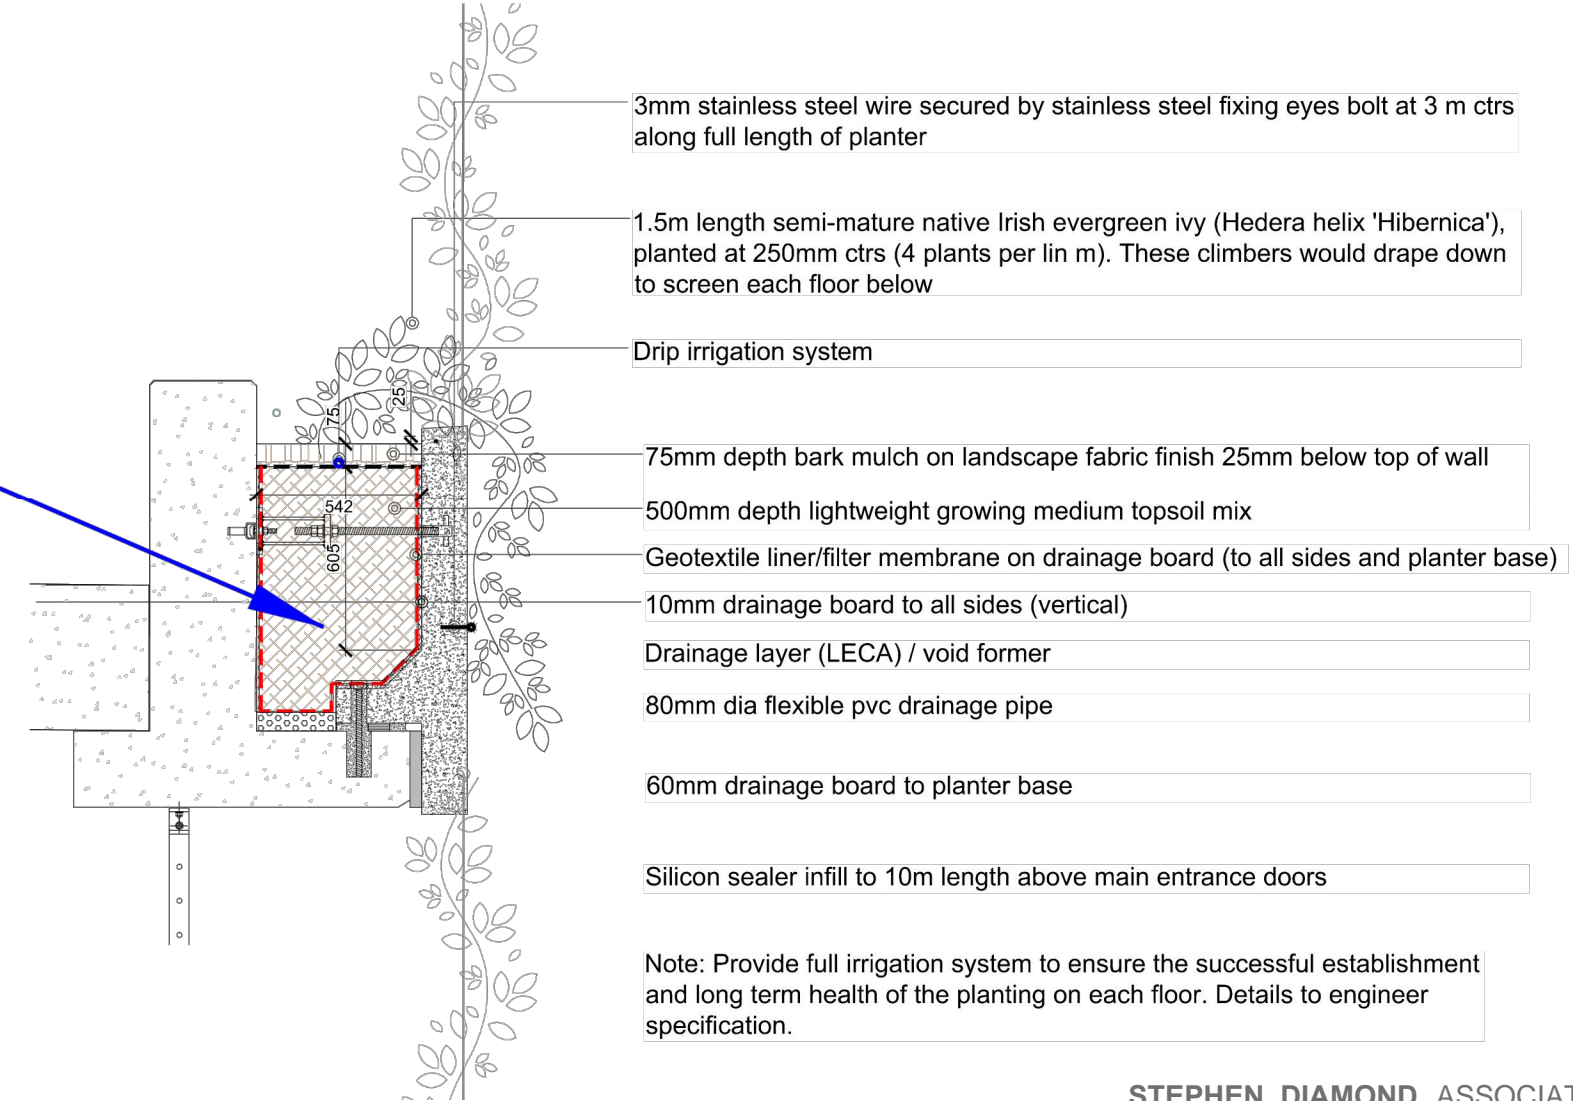 3mm stainless steel wire secured by stainless steel fixing eyes bolt at 3 m ctrs
along full length of planter
1.5m length semi-mature native Irish evergreen ivy (Hedera helix 'Hibernica'),
planted at 250mm ctrs (4 plants per lin m). These climbers would drape down
to screen each floor below
Drip irrigation system
75
25
75mm depth bark mulch on landscape fabric finish 25mm below top of wall
542
500mm depth lightweight growing medium topsoil mix
605
Geotextile liner/filter membrane on drainage board (to all sides and planter base)
10mm drainage board to all sides (vertical)
Drainage layer (LECA) / void former
80mm dia flexible pvc drainage pipe
60mm drainage board to planter base
Silicon sealer infill to 10m length above main entrance doors
Note: Provide full irrigation system to ensure the successful establishment
and long term health of the planting on each floor. Details to engineer
specification.
STEPHEN DIAMOND ASSOCIAT